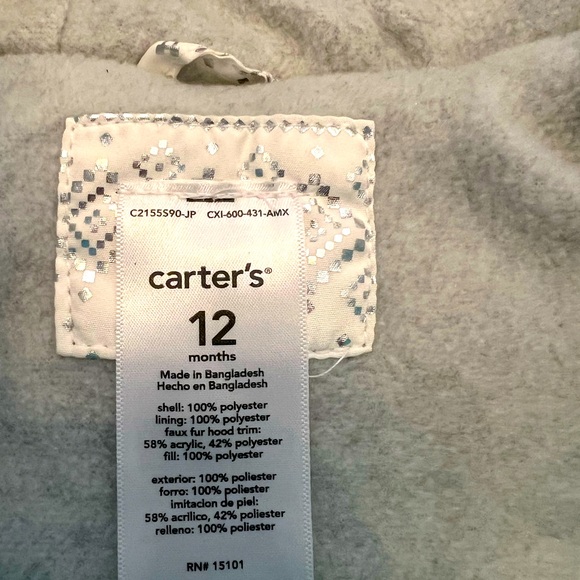 C2155S90-JP CXI-600-431-AMX
carter's®
12
months
Made in Bangladesh
Hecho en Bangladesh
shell: 100% polyester
lining: 100% polyester
faux fur hood trim:
58% acrylic, 42% polyester
fill: 100% polyester
exterior: 100% poliester
forro: 100% poliester
imitacion de piel:
58% acrilico, 42% poliester
relleno: 100% poliester
RN# 15101